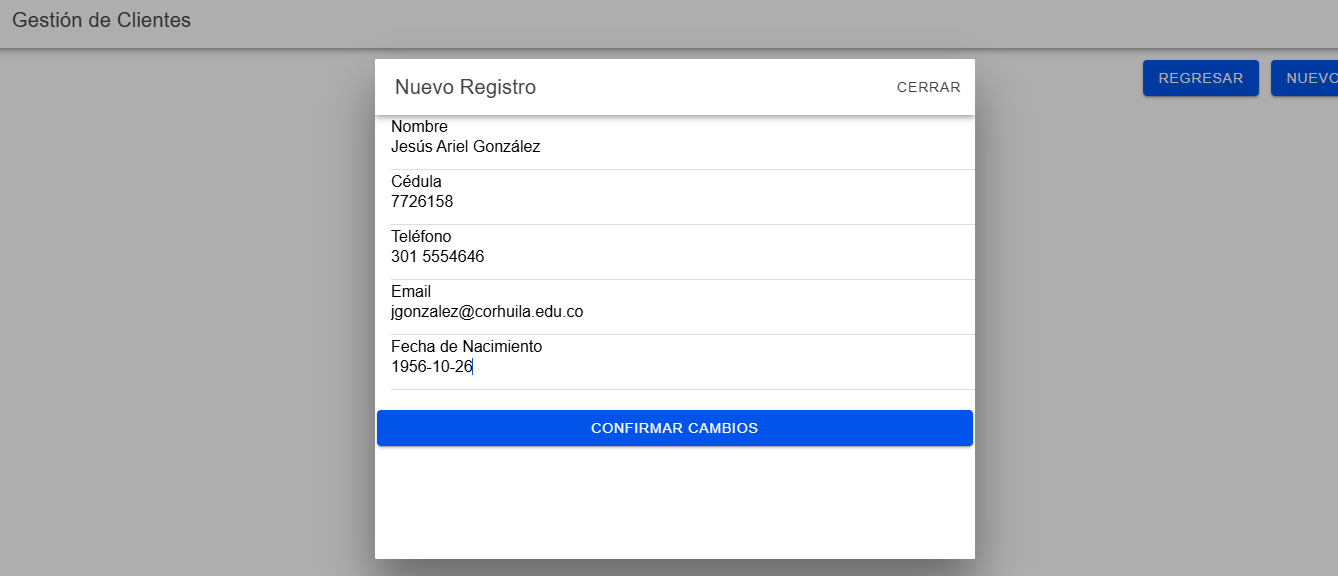 Gestión de Clientes
REGRESAR
NUEVO
Nuevo Registro
CERRAR
Nombre
Jesús Ariel González
Cédula
7726158
Teléfono
301 5554646
Email
jgonzalez@corhuila.edu.co
Fecha de Nacimiento
1956-10-26
CONFIRMAR CAMBIOS